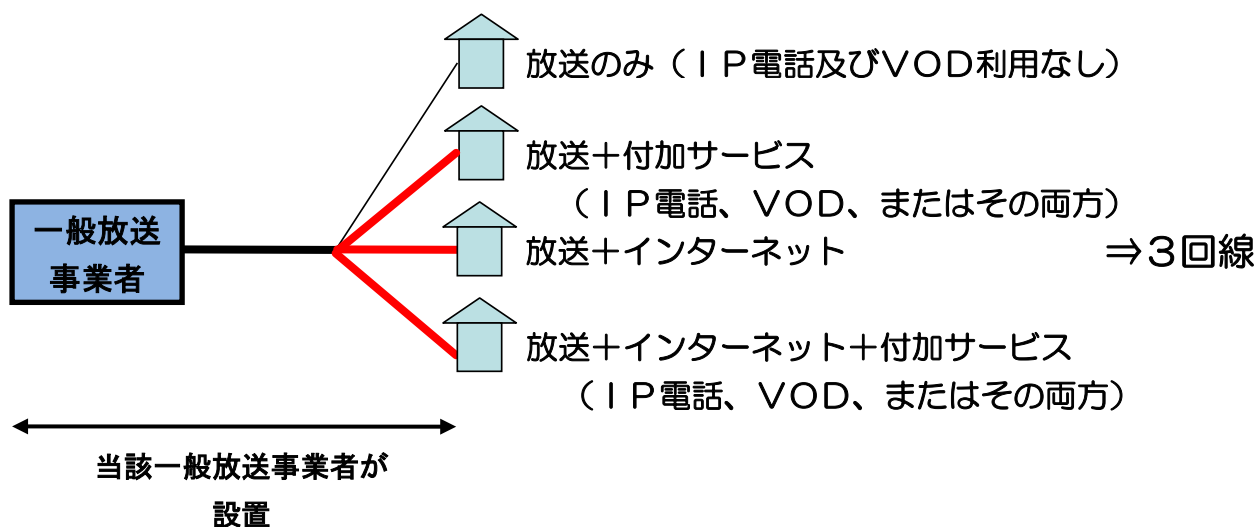 放送のみ（ＩＰ電話及びＶＯＤ利用なし）
放送＋付加サービス
（ＩＰ電話、ＶＯＤ、またはその両方）
一般放送
事業者
放送＋インターネット
⇒３回線
放送＋インターネット＋付加サービス
（ＩＰ電話、ＶＯＤ、またはその両方）
当該一般放送事業者が
設置